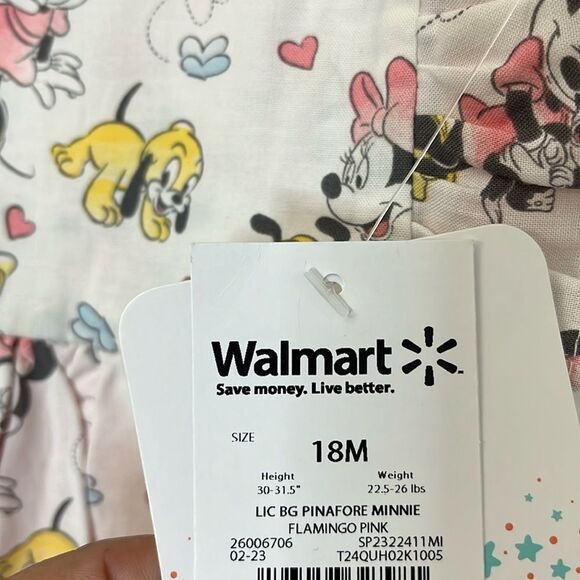 Walmart
Save money. Live better.
SIZE
18M
Height Weight
30-31.5" 22.5-26 lbs
LIC BG PINAFORE MINNIE
FLAMINGO PINK
26006706 SP2322411MI
02-23 T24QUH02K1005